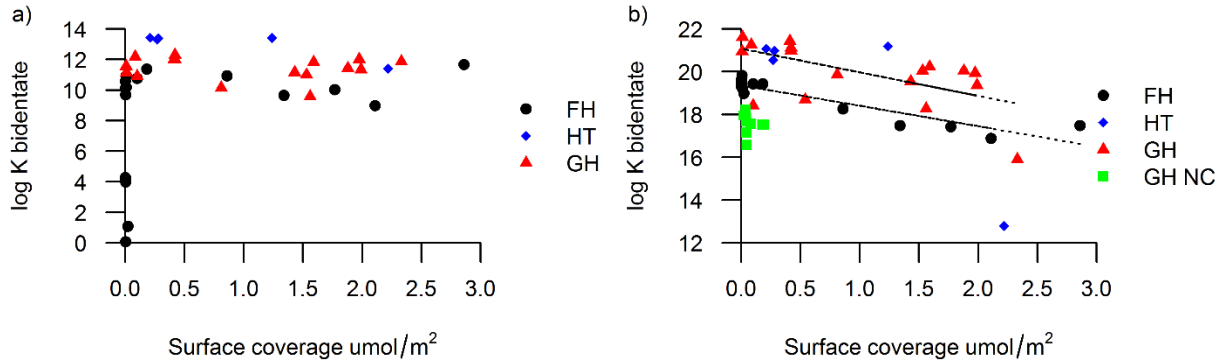 a)
log K bidentate
14
12
10
8
6
4
2
0
0.0 0.5 1.0 1.5 2.0 2.5 3.0
Surface coverage umol/m²
FH
HT
GH
b)
log K bidentate
22
20
18
16
14
12
0.0 0.5 1.0 1.5 2.0 2.5 3.0
Surface coverage umol/m²
FH
HT
GH
GH NC